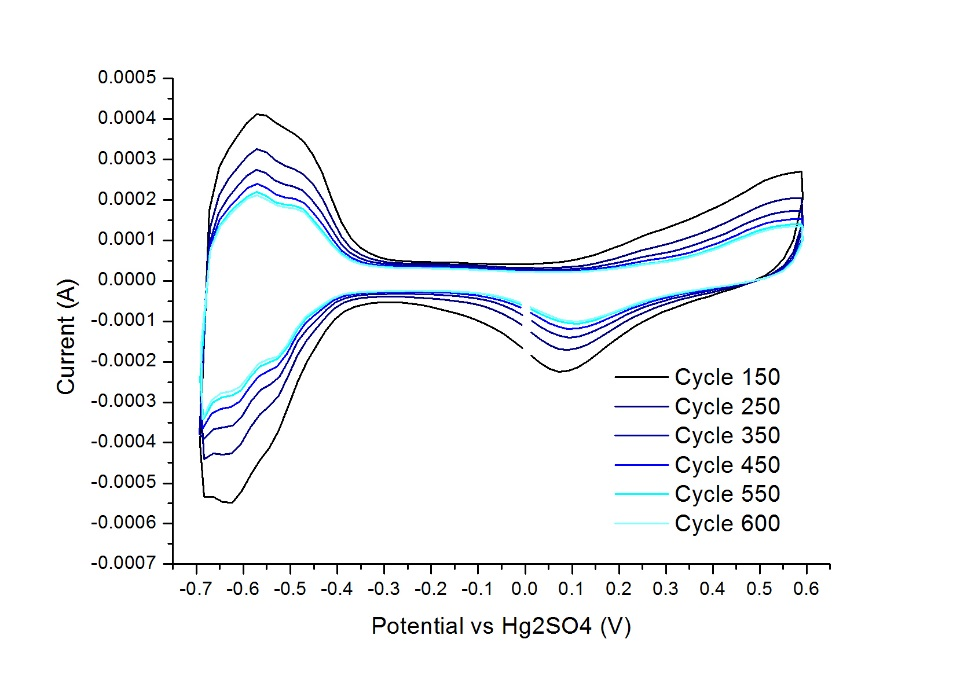 0.0005
0.0004
0.0003
0.0002
0.0001
0.0000
-0.0001
-0.0002
-0.0003
-0.0004
-0.0005
-0.0006
-0.0007
Current (A)
Cycle 150
Cycle 250
Cycle 350
Cycle 450
Cycle 550
Cycle 600
-0.7 -0.6 -0.5 -0.4 -0.3 -0.2 -0.1 0.0 0.1 0.2 0.3 0.4 0.5 0.6
Potential vs Hg2SO4 (V)